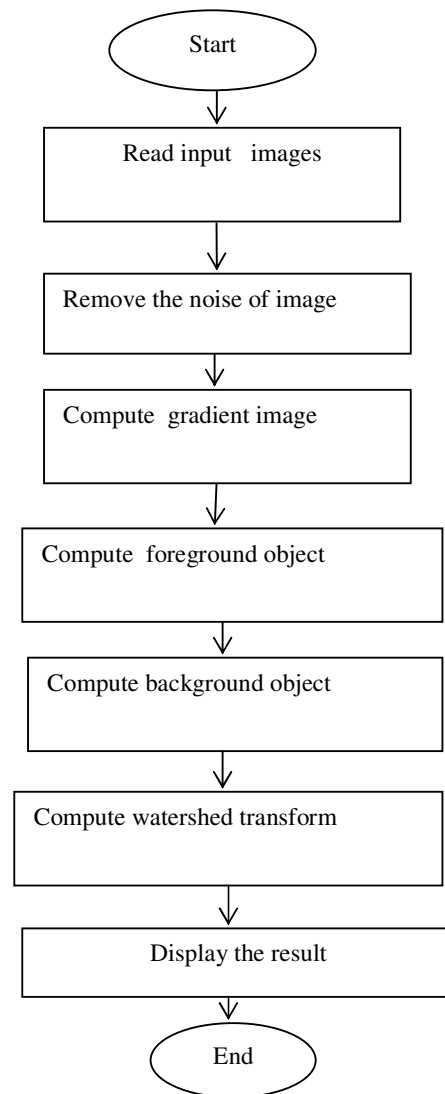 Start
Read input images
Remove the noise of image
Compute gradient image
Compute foreground object
Compute background object
Compute watershed transform
Display the result
End